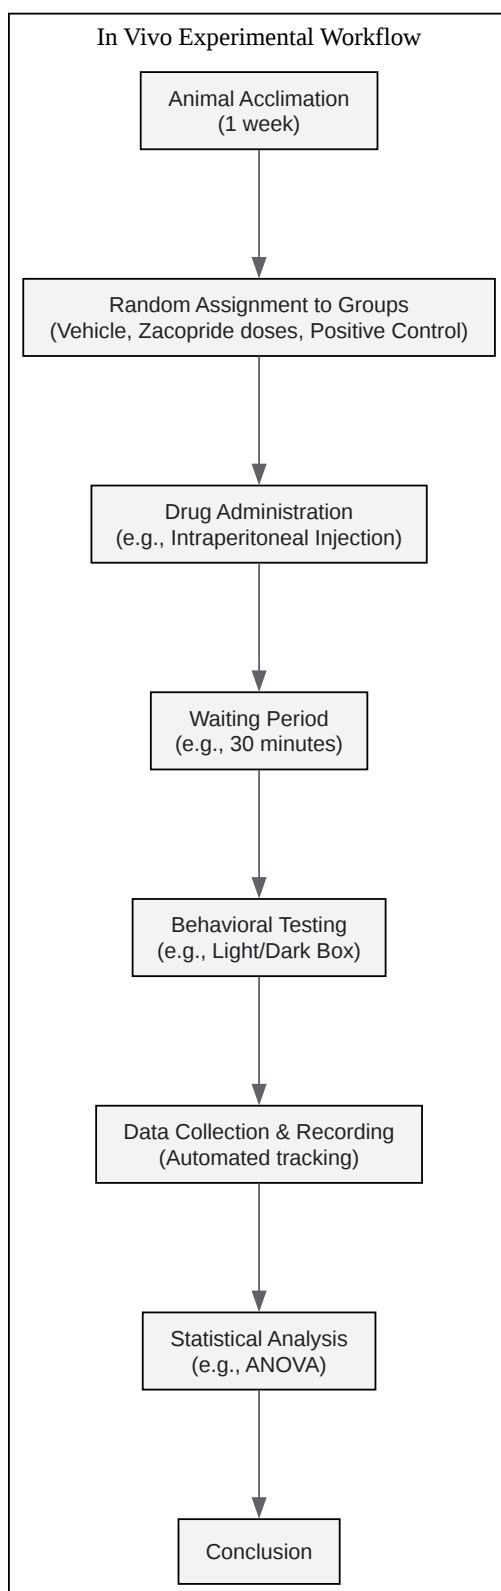 In Vivo Experimental Workflow
Animal Acclimation
(1 week)
Random Assignment to Groups
(Vehicle, Zacopride doses, Positive Control)
Drug Administration
(e.g., Intraperitoneal Injection)
Waiting Period
(e.g., 30 minutes)
Behavioral Testing
(e.g., Light/Dark Box)
Data Collection & Recording
(Automated tracking)
Statistical Analysis
(e.g., ANOVA)
Conclusion